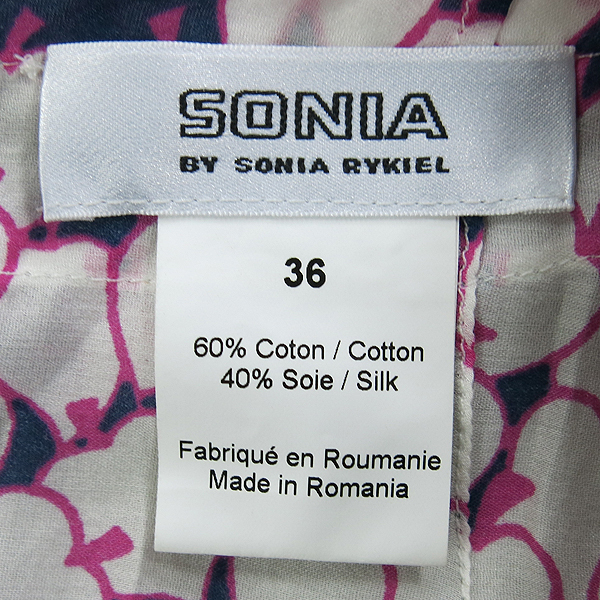 SONIA
BY SONIA RYKIEL
36
60% Coton / Cotton
40% Soie / Silk
Fabriqué en Roumanie
Made in Romania